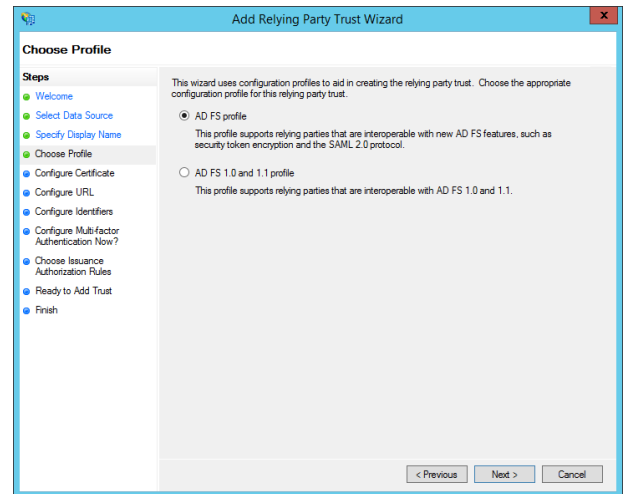 Add Relying Party Trust Wizard
x
Choose Profile
Steps
Welcome
Select Data Source
Specify Display Name
Choose Profile
Configure Certificate
Configure URL
Configure Identifiers
Configure Multi-factor
Authentication Now?
Choose Issuance
Authorization Rules
Ready to Add Trust
Finish
This wizard uses configuration profiles to aid in creating the relying party trust. Choose the appropriate
configuration profile for this relying party trust.
AD FS profile
This profile supports relying parties that are interoperable with new AD FS features, such as
security token encryption and the SAML 2.0 protocol.
AD FS 1.0 and 1.1 profile
This profile supports relying parties that are interoperable with AD FS 1.0 and 1.1.
< Previous
Next >
Cancel